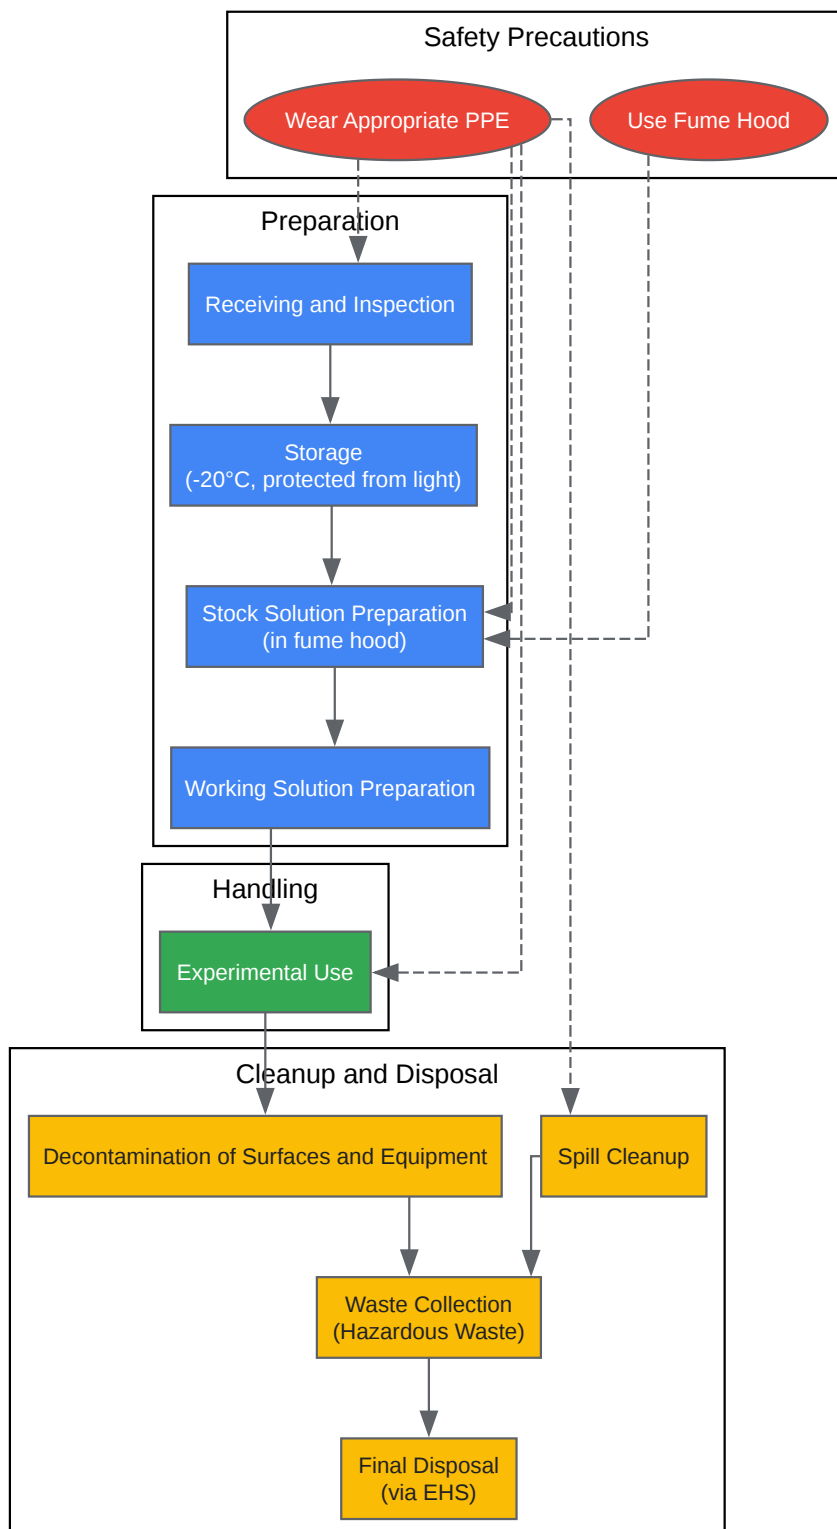 Safety Precautions
Wear Appropriate PPE
Use Fume Hood
Preparation
Receiving and Inspection
Storage
(-20°C, protected from light)
Stock Solution Preparation
(in fume hood)
Working Solution Preparation
Handling
Experimental Use
Cleanup and Disposal
Decontamination of Surfaces and Equipment
Spill Cleanup
Waste Collection
(Hazardous Waste)
Final Disposal
(via EHS)